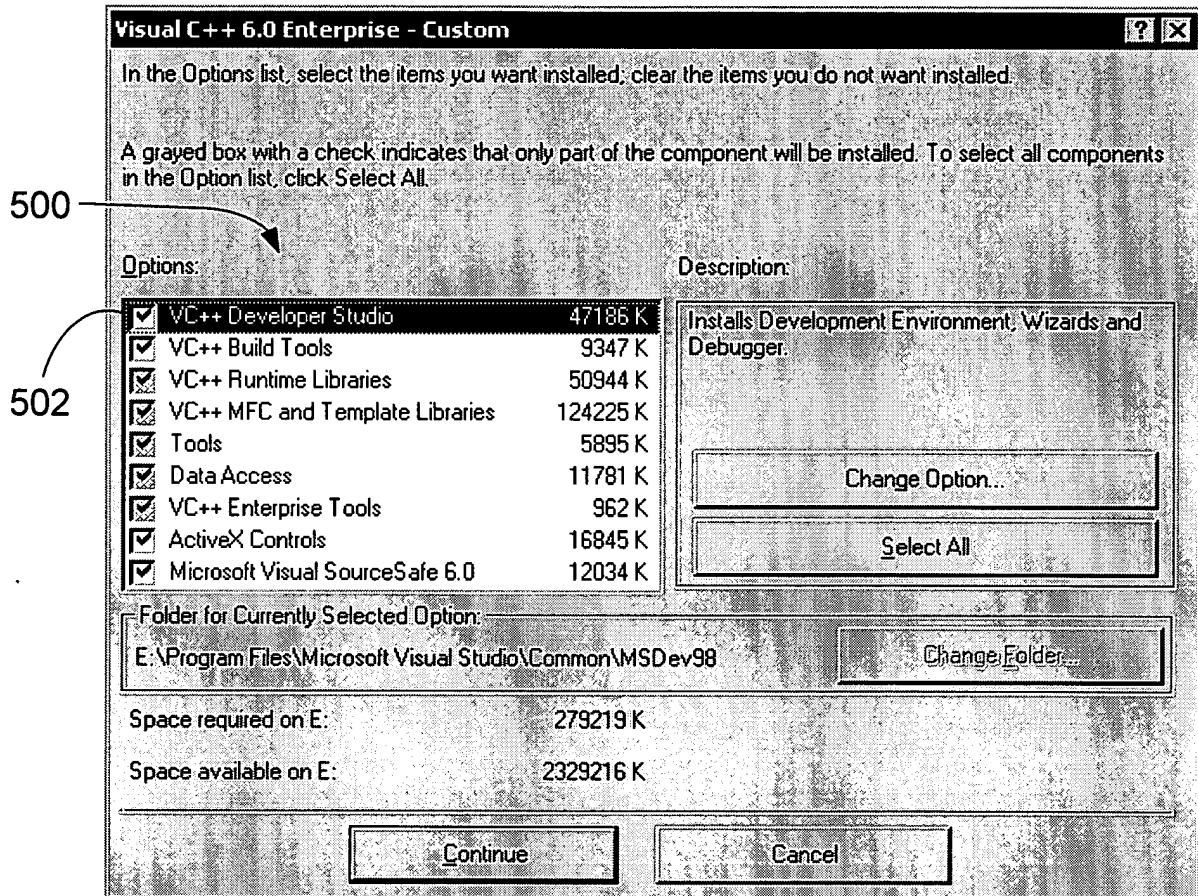 Visual C++ 6.0 Enterprise - Custom
In the Options list, select the items you want installed; clear the items you do not want installed.
A grayed box with a check indicates that only part of the component will be installed. To select all components
in the Option list, click Select All.
500
Options:
Description:
502
VC++ Developer Studio 47186 K
VC++ Build Tools 9347 K
VC++ Runtime Libraries 50944 K
VC++ MFC and Template Libraries 124225 K
Tools 5895 K
Data Access 11781 K
VC++ Enterprise Tools 962 K
ActiveX Controls 16845 K
Microsoft Visual SourceSafe 6.0 12034 K
Installs Development Environment, Wizards and
Debugger.
Change Option...
Select All
Folder for Currently Selected Option:
E:\Program Files\Microsoft Visual Studio\Common\MSDev98
Change Folder...
Space required on E: 279219 K
Space available on E: 2329216 K
Continue
Cancel